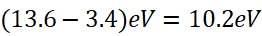 (13.6 − 3.4)eV = 10.2eV